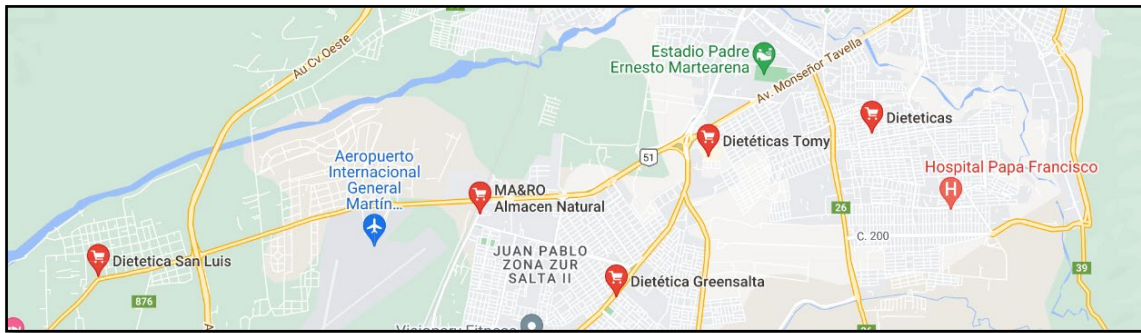 Au Cv Oeste
Estadio Padre
Ernesto Martearena
Av. Monseñor Tavella
Dieteticas
Dietéticas Tomy
51
Hospital Papa Francisco
H
Aeropuerto
Internacional
General
Martín...
MA&RO
Almacen Natural
26
C. 200
JUAN PABLO
ZONA ZUR
SALTA II
Dietetica San Luis
Dietética Greensalta
39
876
A
26